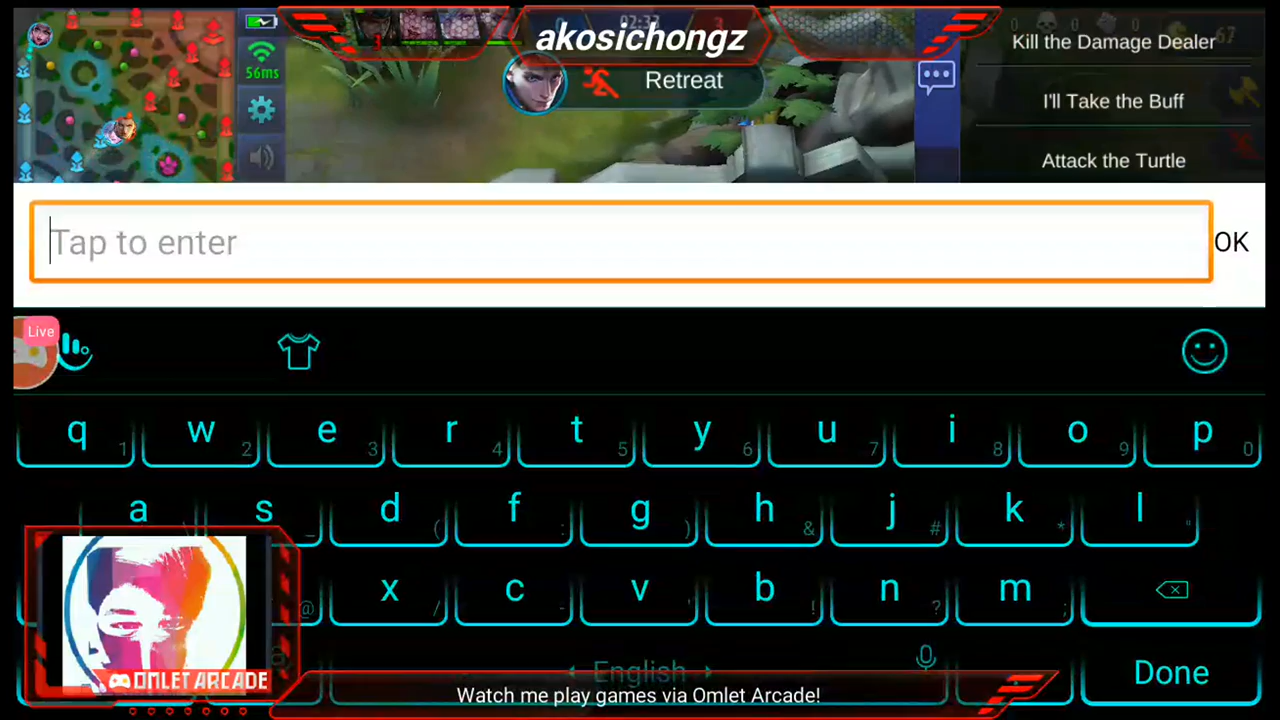 02:33
akosichongz
56ms
Retreat
Kill the Damage Dealer
I'll Take the Buff
Attack the Turtle
Tap to enter
OK
Live
q 1 w 2 e 3 r 4 t 5 y 6 u 7 i 8 o 9 p 0
a s _ d ( f : g ) h & j # k * l "
@ x / c - v ' b ! n ? m ;
English
Done
OMLET ARCADE
Watch me play games via Omlet Arcade!